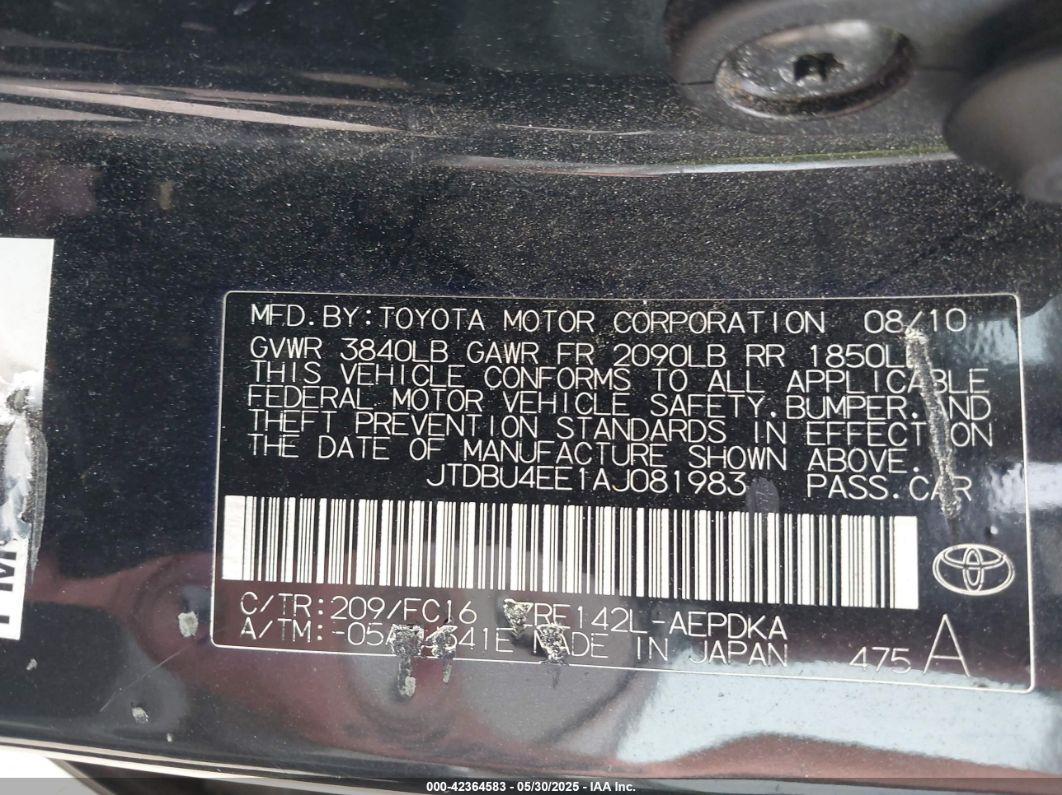 MFD.BY:TOYOTA MOTOR CORPORATION 08/10
GVWR 3840LB GAWR FR 2090LB RR 1850LB
THIS VEHICLE CONFORMS TO ALL APPLICABLE
FEDERAL MOTOR VEHICLE SAFETY.BUMPER.AND
THEFT PREVENTION STANDARDS IN EFFECT ON
THE DATE OF MANUFACTURE SHOWN ABOVE.
JTDBU4EE1AJ081983 PASS.CAR
C/TR:209/FC16 ZRE142L-AEPDKA
A/TM: MADE IN JAPAN 475 A
000-42364583 - 05/30/2025 - IAA Inc.